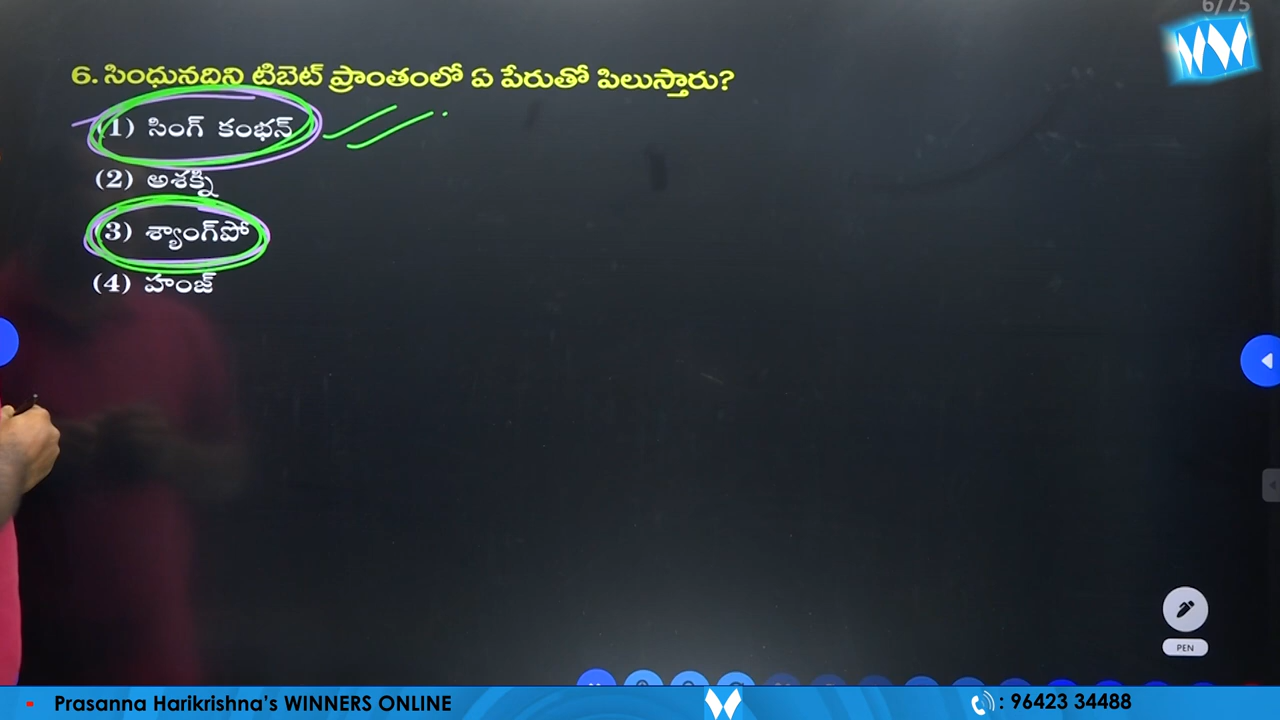 6/75
6. సింధునదిని టిబెట్ ప్రాంతంలో ఏ పేరుతో పిలుస్తారు?
(1) సింగ్ కంభన్
(2) అశక్ని
(3) శ్యాంగ్‌పో
(4) హంజ్
PEN
Prasanna Harikrishna's WINNERS ONLINE
: 96423 34488